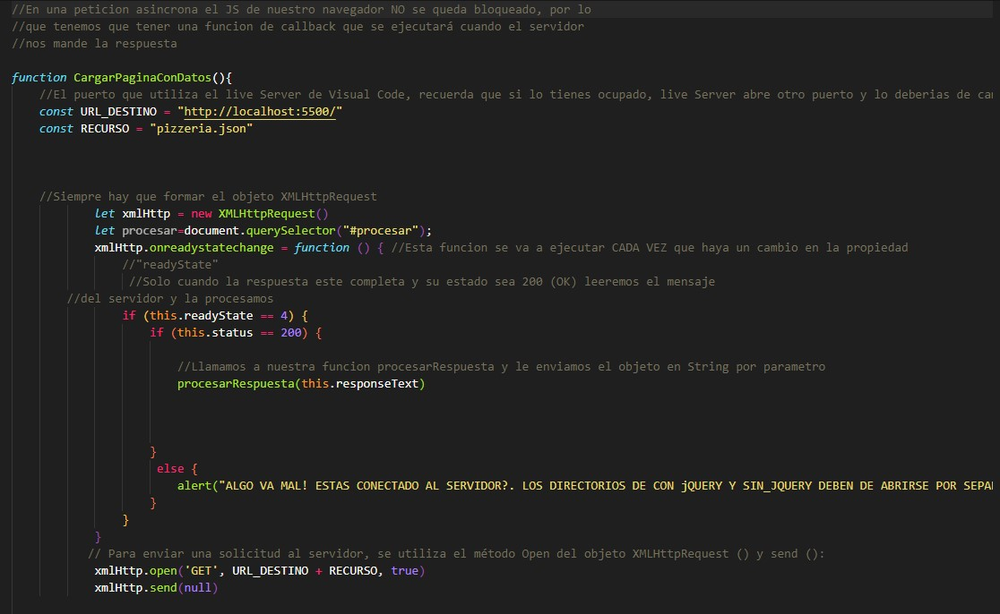 //En una peticion asincrona el JS de nuestro navegador NO se queda bloqueado, por lo
//que tenemos que tener una funcion de callback que se ejecutará cuando el servidor
//nos mande la respuesta
function CargarPaginaConDatos(){
//El puerto que utiliza el live Server de Visual Code, recuerda que si lo tienes ocupado, live Server abre otro puerto y lo deberias de
const URL_DESTINO = "http://localhost:5500/"
const RECURSO = "pizzeria.json"
//Siempre hay que formar el objeto XMLHttpRequest
let xmlHttp = new XMLHttpRequest()
let procesar=document.querySelector("#procesar");
xmlHttp.onreadystatechange = function () { //Esta funcion se va a ejecutar CADA VEZ que haya un cambio en la propiedad
//"readyState"
//Solo cuando la respuesta este completa y su estado sea 200 (OK) leeremos el mensaje
//del servidor y la procesamos
if (this.readyState == 4) {
if (this.status == 200) {
//Llamamos a nuestra funcion procesarRespuesta y le enviamos el objeto en String por parametro
procesarRespuesta(this.responseText)
}
else {
alert("ALGO VA MAL! ESTAS CONECTADO AL SERVIDOR?. LOS DIRECTORIOS DE CON jQUERY Y SIN_JQUERY DEBEN DE ABRIRSE POR
}
}
}
// Para enviar una solicitud al servidor, se utiliza el método Open del objeto XMLHttpRequest () y send ():
xmlHttp.open('GET', URL_DESTINO + RECURSO, true)
xmlHttp.send(null)